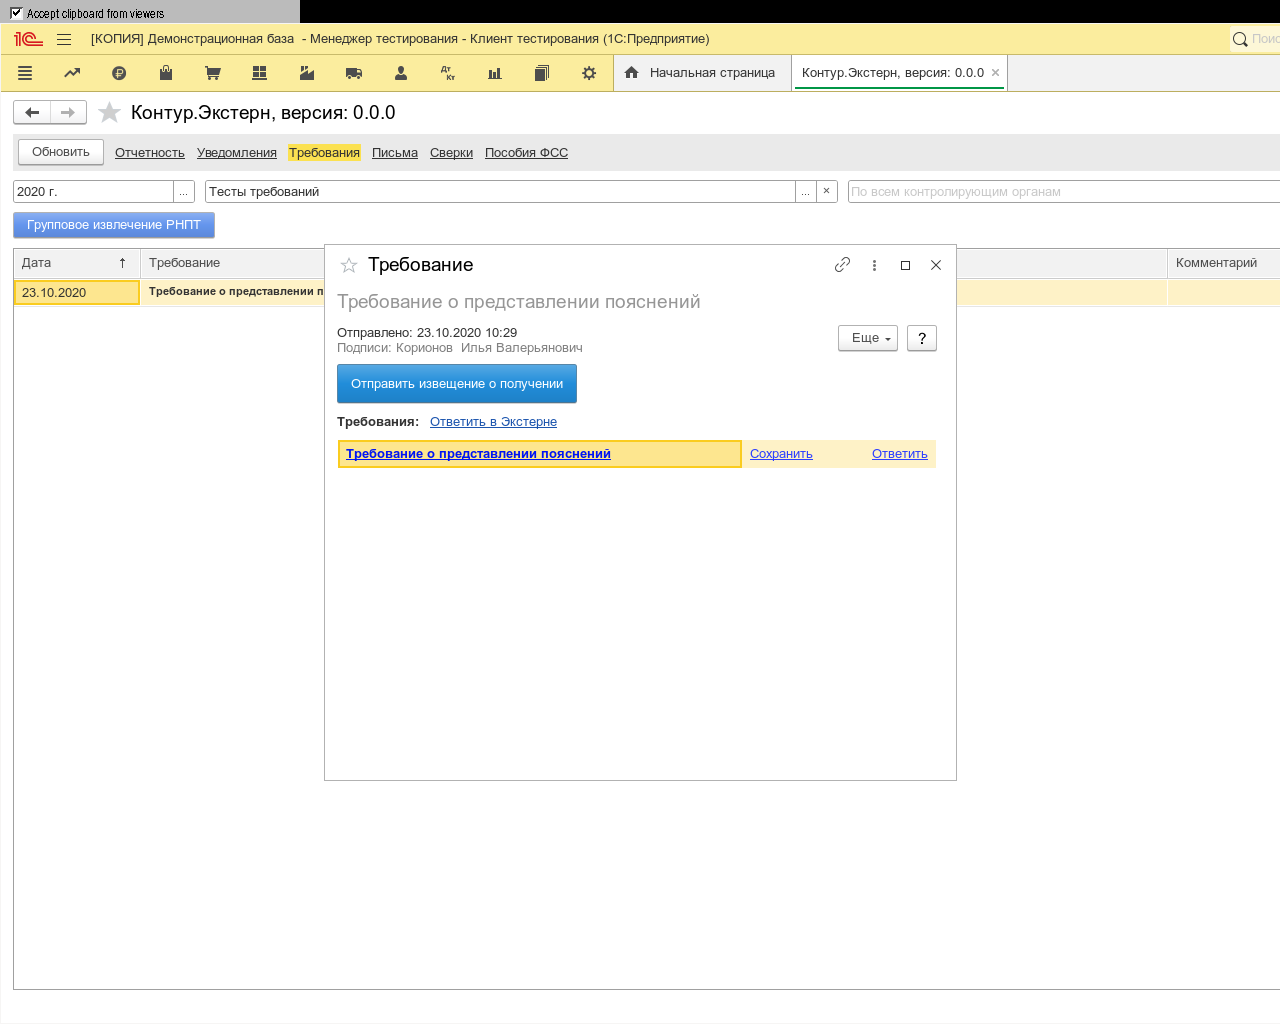 Accept clipboard from viewers
[КОПИЯ] Демонстрационная база - Менеджер тестирования - Клиент тестирования (1С:Предприятие)
Поис
Начальная страница
Контур.Экстерн, версия: 0.0.0
Контур.Экстерн, версия: 0.0.0
Обновить Отчетность Уведомления Требования Письма Сверки Пособия ФСС
2020 г. ... Тесты требований ... × По всем контролирующим органам
Групповое извлечение РНПТ
Дата ↑ Требование Комментарий
23.10.2020 Требование о представлении п
Требование
Требование о представлении пояснений
Отправлено: 23.10.2020 10:29
Подписи: Корионов Илья Валерьянович
Еще ?
Отправить извещение о получении
Требования: Ответить в Экстерне
Требование о представлении пояснений Сохранить Ответить